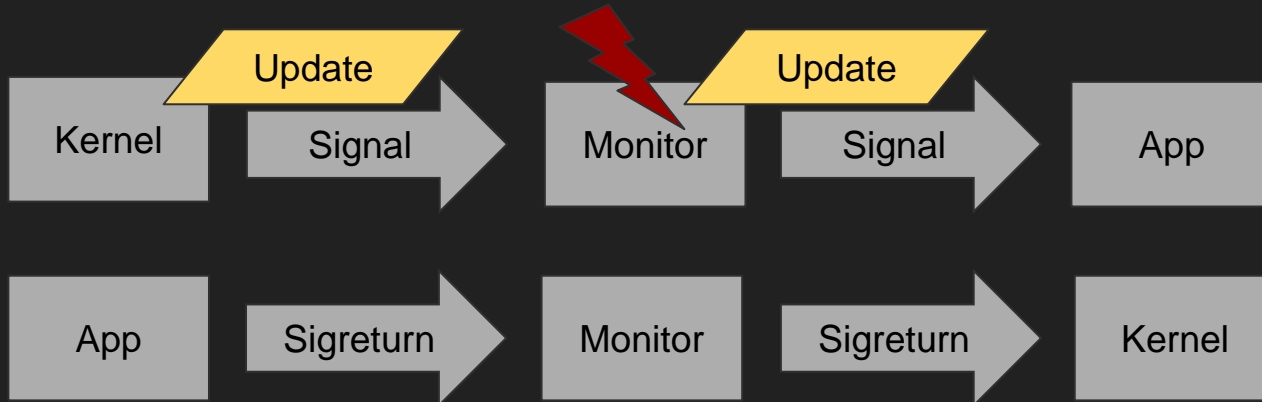 Update
Update
Kernel
Signal
Monitor
Signal
App
App
Sigreturn
Monitor
Sigreturn
Kernel